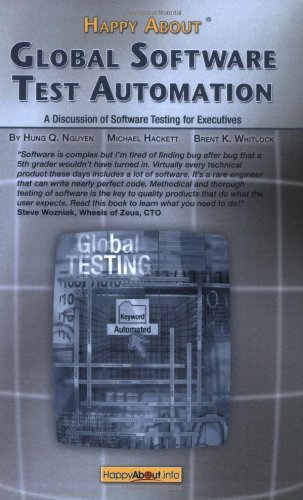 Happy About®
Global Software
Test Automation
A Discussion of Software Testing for Executives
By Hung Q. Nguyen Michael Hackett Brent K. Whitlock
"Software is complex but I'm tired of finding bug after bug that a
5th grader wouldn't have turned in. Virtually every technical
product these days includes a lot of software. It's a rare engineer
that can write nearly perfect code. Methodical and thorough
testing of software is the key to quality products that do what the
user expects. Read this book to learn what you need to do!"
Steve Wozniak, Wheels of Zeus, CTO
Global
TESTING
Keyword
Automated
HappyAbout.info